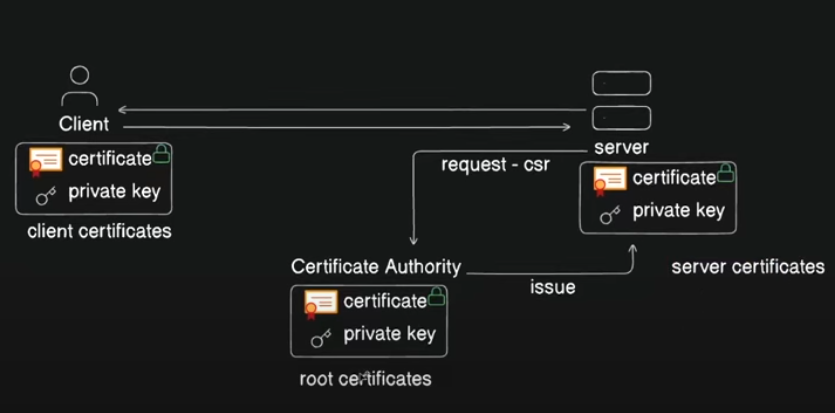 Client
certificate
private key
client certificates
server
request - csr
certificate
private key
server certificates
Certificate Authority
issue
certificate
private key
root certificates